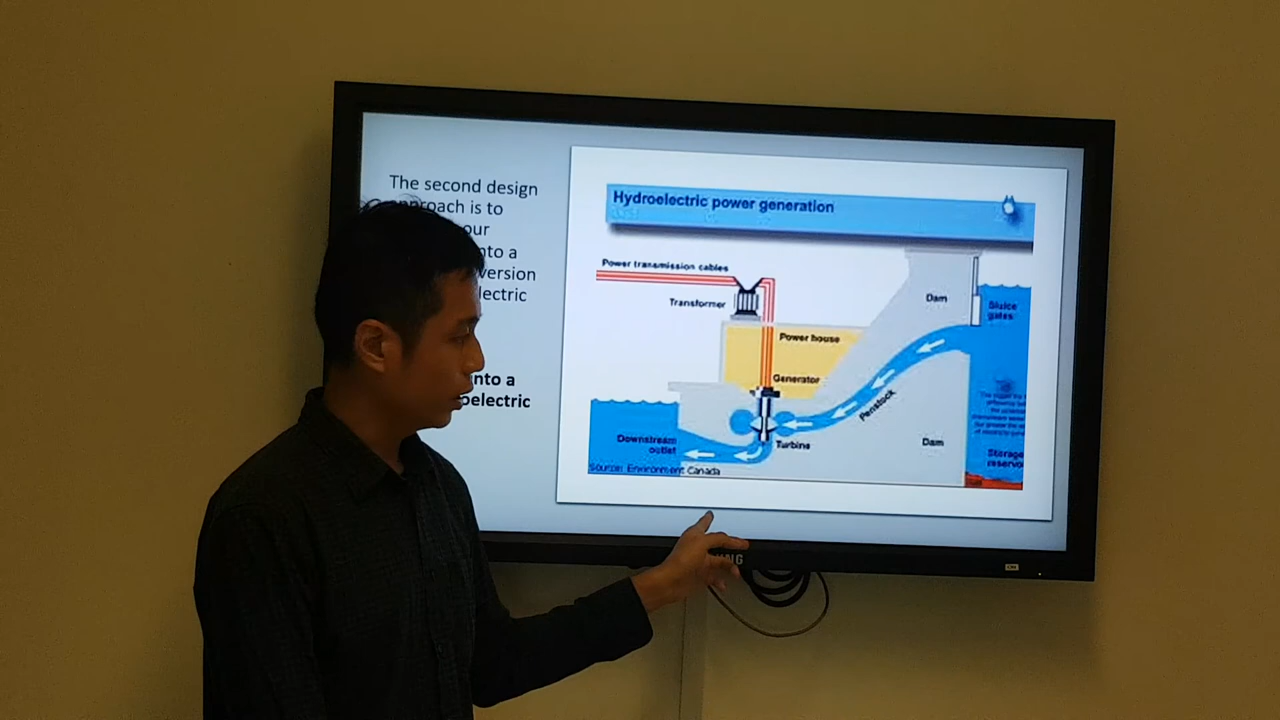 The second design
approach is to
our
into a
version
electric
into a
oelectric
Hydroelectric power generation
Power transmission cables
Transformer
Dam
Sluice
gates
Power house
Generator
Penstock
Downstream
outlet
Turbine
Dam
Storage
reservoir
Source: Environment Canada